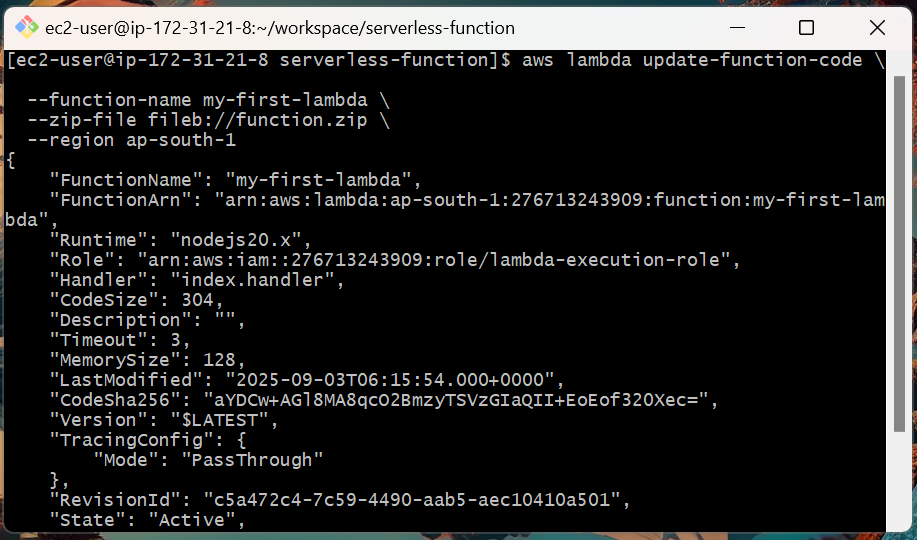 ec2-user@ip-172-31-21-8:~/workspace/serverless-function
[ec2-user@ip-172-31-21-8 serverless-function]$ aws lambda update-function-code \
  --function-name my-first-lambda \
  --zip-file fileb://function.zip \
  --region ap-south-1
{
    "FunctionName": "my-first-lambda",
    "FunctionArn": "arn:aws:lambda:ap-south-1:276713243909:function:my-first-lam
bda",
    "Runtime": "nodejs20.x",
    "Role": "arn:aws:iam::276713243909:role/lambda-execution-role",
    "Handler": "index.handler",
    "CodeSize": 304,
    "Description": "",
    "Timeout": 3,
    "MemorySize": 128,
    "LastModified": "2025-09-03T06:15:54.000+0000",
    "CodeSha256": "aYDCw+AGl8MA8qcO2BmzyTSVzGIaQII+EoEof320Xec=",
    "Version": "$LATEST",
    "TracingConfig": {
        "Mode": "PassThrough"
    },
    "RevisionId": "c5a472c4-7c59-4490-aab5-aec10410a501",
    "State": "Active",